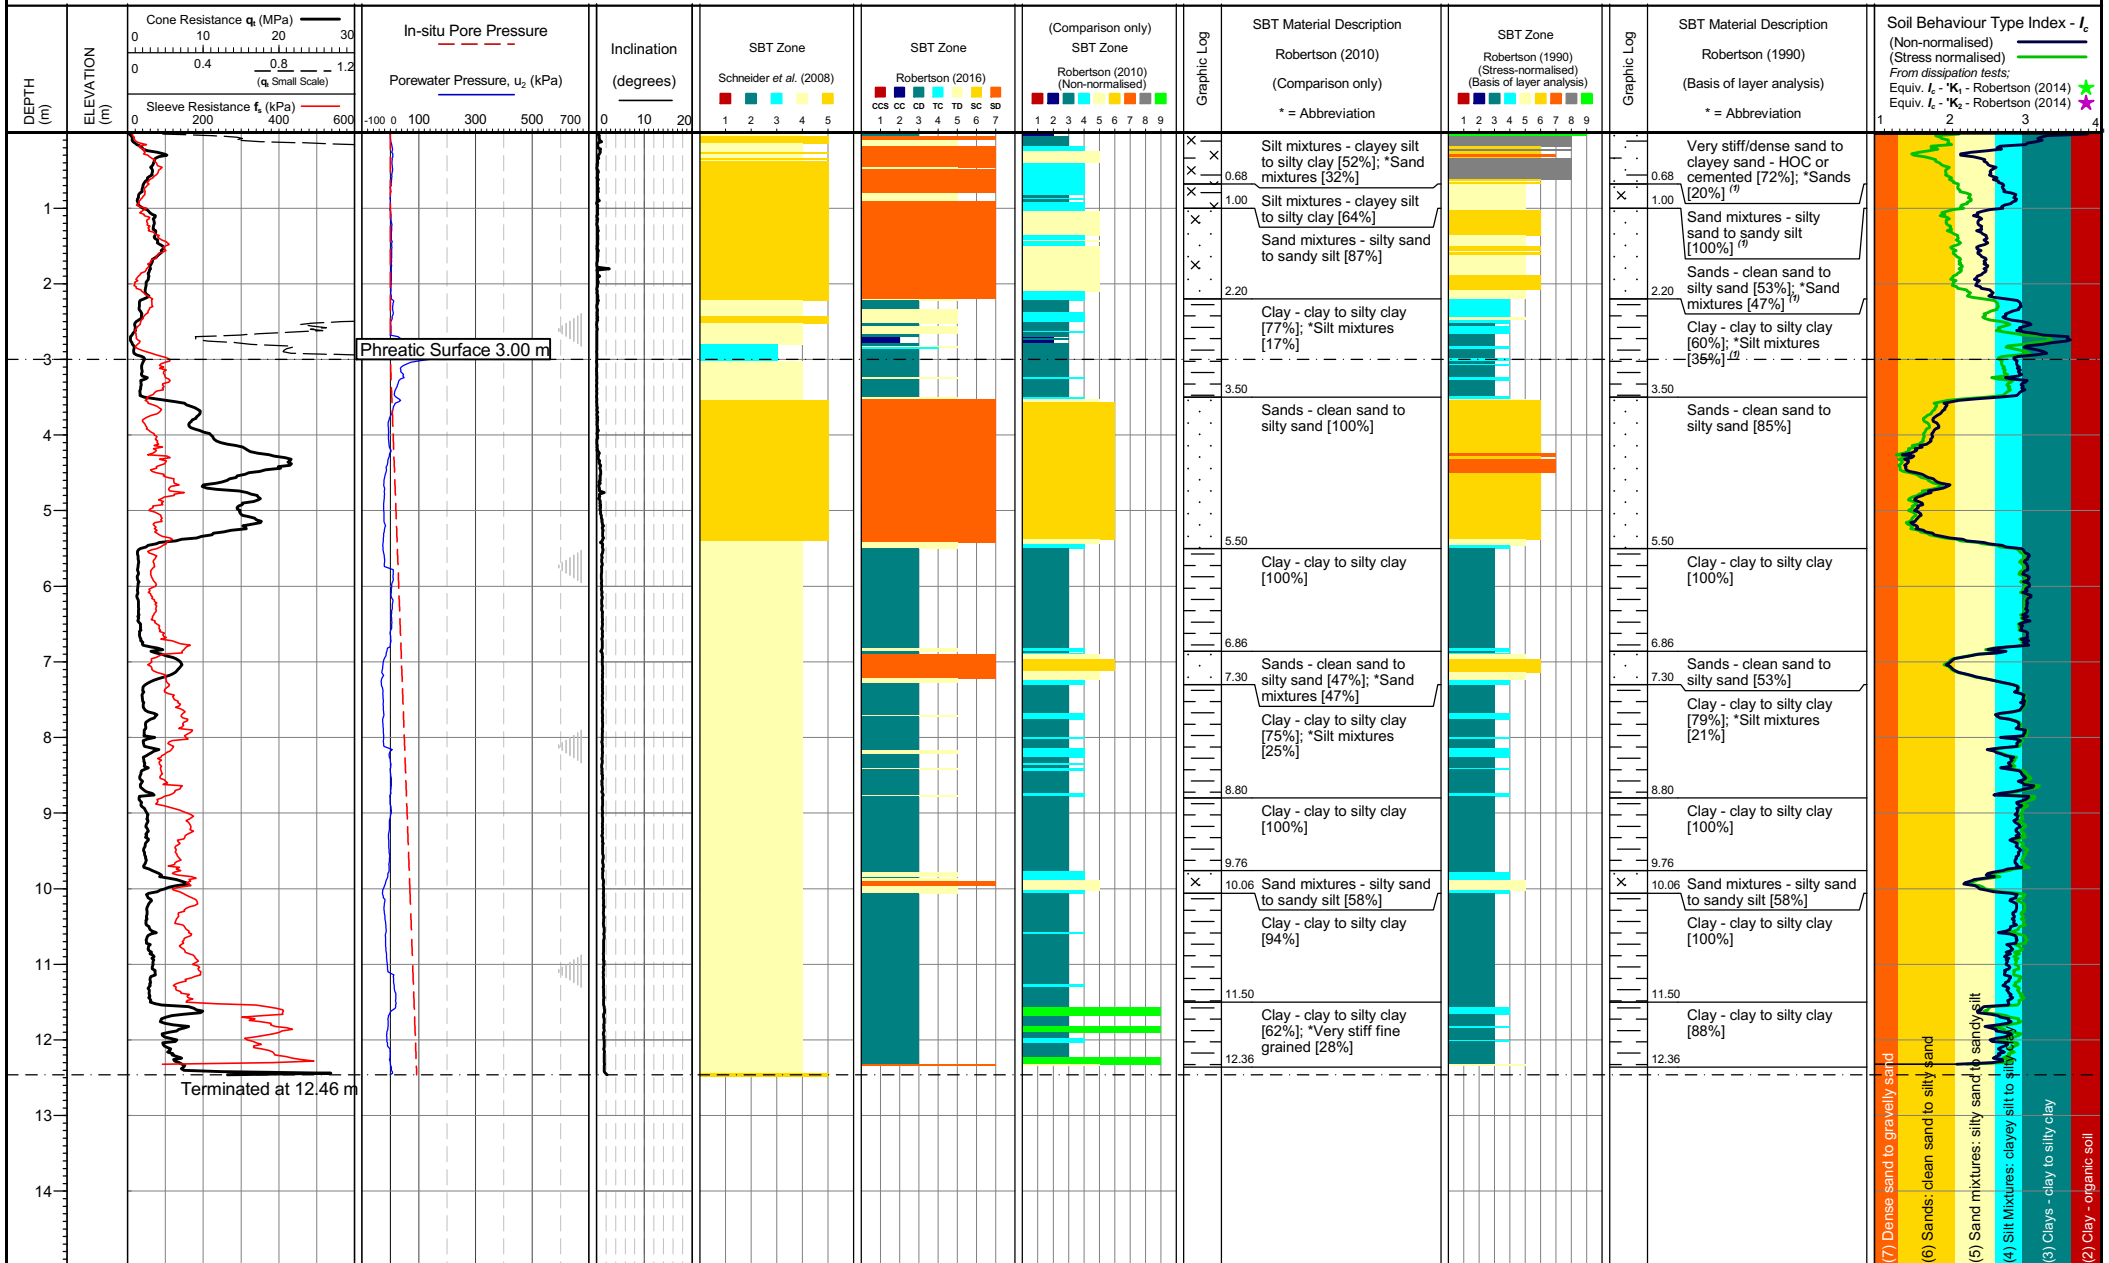 DEPTH
(m)
ELEVATION
(m)
Cone Resistance qt (MPa)
0 10 20 30
0 0.4 0.8 1.2
(qt Small Scale)
Sleeve Resistance fs (kPa)
0 200 400 600
In-situ Pore Pressure
Porewater Pressure, u2 (kPa)
-100 0 100 300 500 700
Inclination
(degrees)
0 10 20
SBT Zone
Schneider et al. (2008)
1 2 3 4 5
SBT Zone
Robertson (2016)
CCS CC CD TC TD SC SD
1 2 3 4 5 6 7
(Comparison only)
SBT Zone
Robertson (2010)
(Non-normalised)
1 2 3 4 5 6 7 8 9
Graphic Log
SBT Material Description
Robertson (2010)
(Comparison only)
* = Abbreviation
SBT Zone
Robertson (1990)
(Stress-normalised)
(Basis of layer analysis)
1 2 3 4 5 6 7 8 9
Graphic Log
SBT Material Description
Robertson (1990)
(Basis of layer analysis)
* = Abbreviation
Soil Behaviour Type Index - Ic
(Non-normalised)
(Stress normalised)
From dissipation tests;
Equiv. Ic - 'K1 - Robertson (2014)
Equiv. Ic - 'K2 - Robertson (2014)
1 2 3 4
1
2
3
4
5
6
7
8
9
10
11
12
13
14
Phreatic Surface 3.00 m
Terminated at 12.46 m
Silt mixtures - clayey silt
to silty clay [52%]; *Sand
mixtures [32%]
0.68
Silt mixtures - clayey silt
to silty clay [64%]
1.00
Sand mixtures - silty sand
to sandy silt [87%]
2.20
Clay - clay to silty clay
[77%]; *Silt mixtures
[17%]
3.50
Sands - clean sand to
silty sand [100%]
5.50
Clay - clay to silty clay
[100%]
6.86
Sands - clean sand to
silty sand [47%]; *Sand
mixtures [47%]
7.30
Clay - clay to silty clay
[75%]; *Silt mixtures
[25%]
8.80
Clay - clay to silty clay
[100%]
9.76
Sand mixtures - silty sand
to sandy silt [58%]
10.06
Clay - clay to silty clay
[94%]
11.50
Clay - clay to silty clay
[62%]; *Very stiff fine
grained [28%]
12.36
Very stiff/dense sand to
clayey sand - HOC or
cemented [72%]; *Sands
[20%] (1)
0.68
Sand mixtures - silty
sand to sandy silt
[100%] (1)
1.00
Sands - clean sand to
silty sand [53%]; *Sand
mixtures [47%] (1)
2.20
Clay - clay to silty clay
[60%]; *Silt mixtures
[35%] (1)
3.50
Sands - clean sand to
silty sand [85%]
5.50
Clay - clay to silty clay
[100%]
6.86
Sands - clean sand to
silty sand [53%]
7.30
Clay - clay to silty clay
[79%]; *Silt mixtures
[21%]
8.80
Clay - clay to silty clay
[100%]
9.76
Sand mixtures - silty sand
to sandy silt [58%]
10.06
Clay - clay to silty clay
[100%]
11.50
Clay - clay to silty clay
[88%]
12.36
(7) Dense sand to gravelly sand
(6) Sands: clean sand to silty sand
(5) Sand mixtures: silty sand to sandy silt
(4) Silt Mixtures: clayey silt to silty clay
(3) Clays - clay to silty clay
(2) Clay - organic soil